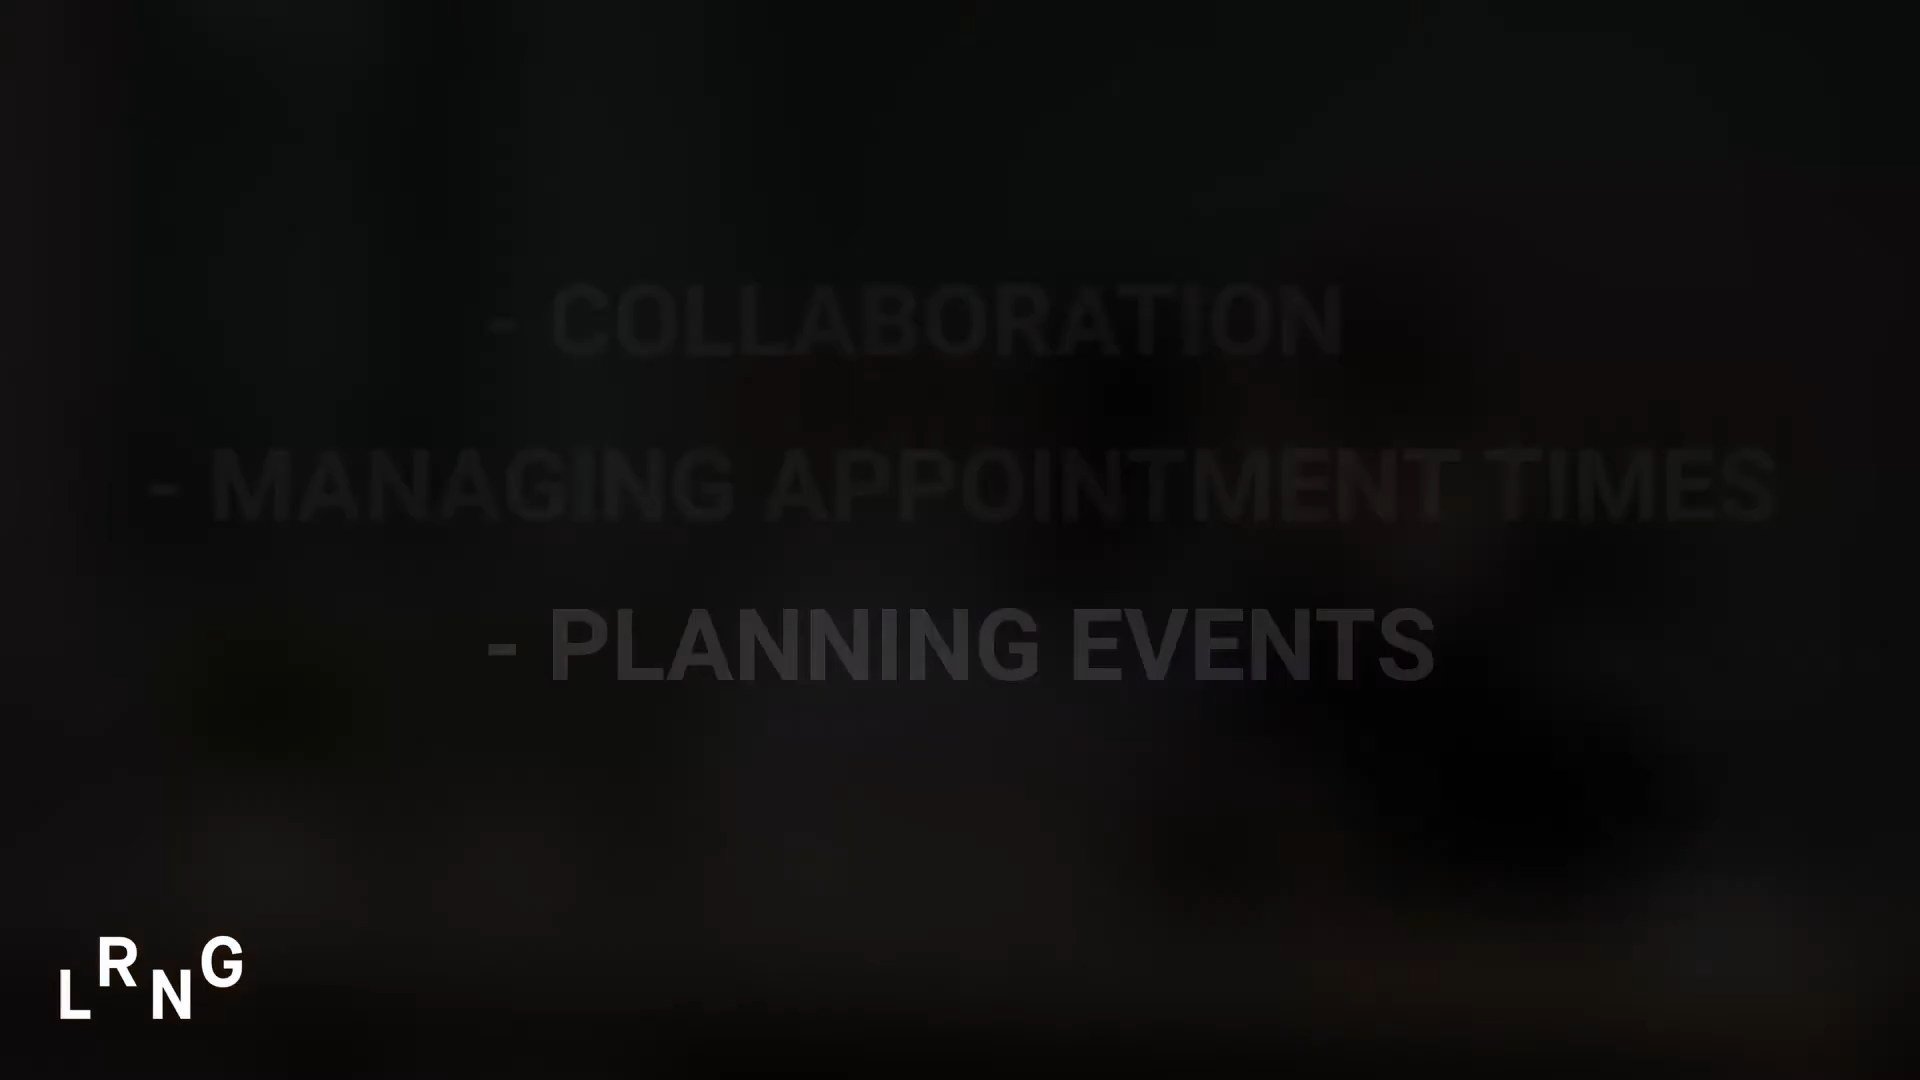 - COLLABORATION
- MANAGING APPOINTMENT TIMES
- PLANNING EVENTS
LRNG